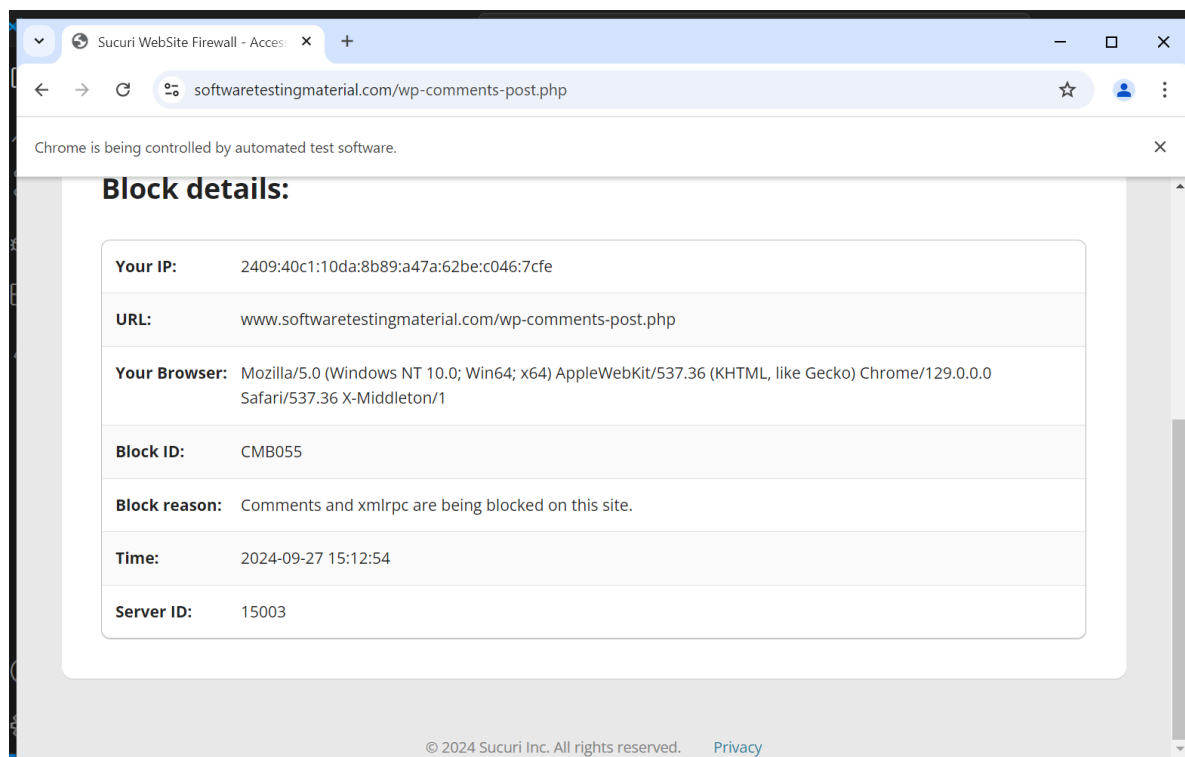 Sucuri WebSite Firewall - Acces
softwaretestingmaterial.com/wp-comments-post.php
Chrome is being controlled by automated test software.
Block details:
Your IP: 2409:40c1:10da:8b89:a47a:62be:c046:7cfe
URL: www.softwaretestingmaterial.com/wp-comments-post.php
Your Browser: Mozilla/5.0 (Windows NT 10.0; Win64; x64) AppleWebKit/537.36 (KHTML, like Gecko) Chrome/129.0.0.0
Safari/537.36 X-Middleton/1
Block ID: CMB055
Block reason: Comments and xmlrpc are being blocked on this site.
Time: 2024-09-27 15:12:54
Server ID: 15003
© 2024 Sucuri Inc. All rights reserved. Privacy